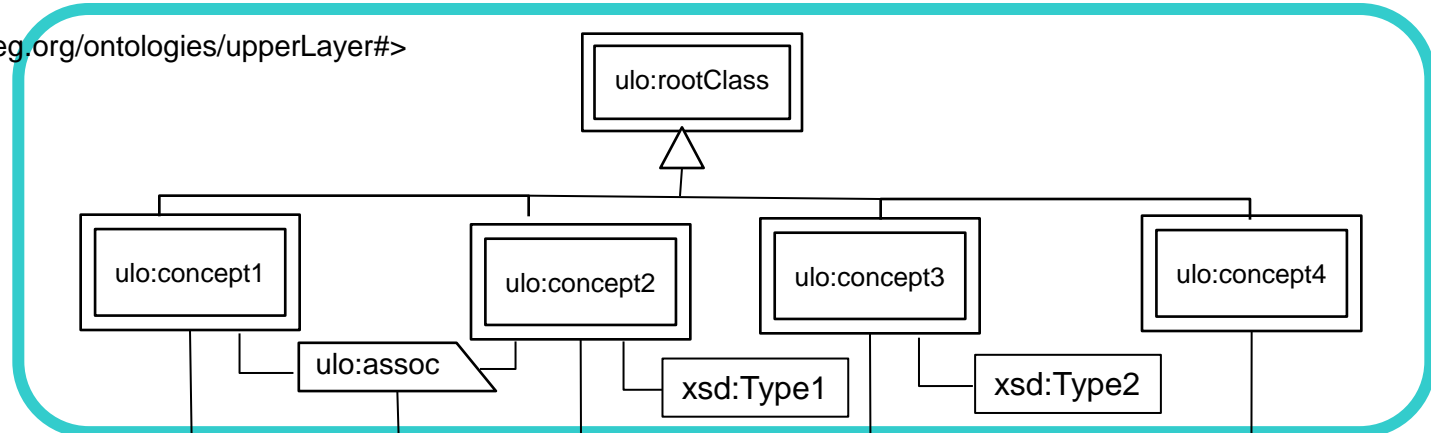 eg.org/ontologies/upperLayer#>
ulo:rootClass
ulo:concept1
ulo:concept2
ulo:concept3
ulo:concept4
ulo:assoc
xsd:Type1
xsd:Type2